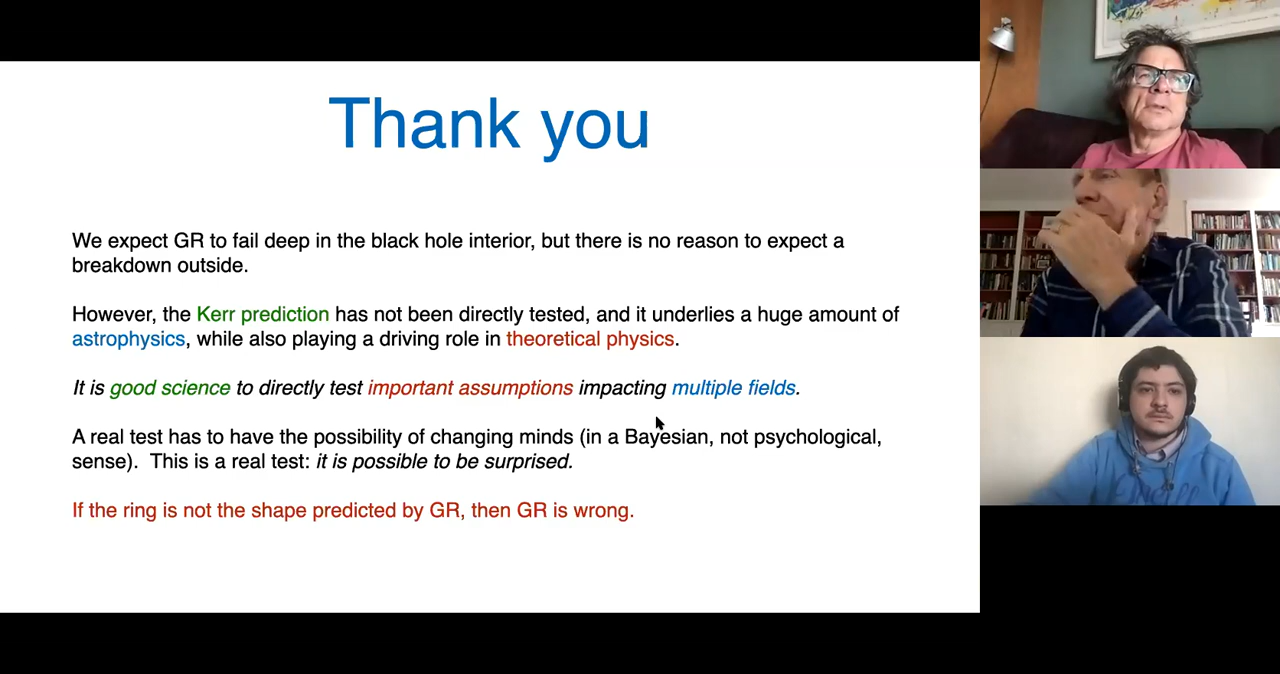 Thank you
We expect GR to fail deep in the black hole interior, but there is no reason to expect a
breakdown outside.
However, the Kerr prediction has not been directly tested, and it underlies a huge amount of
astrophysics, while also playing a driving role in theoretical physics.
It is good science to directly test important assumptions impacting multiple fields.
A real test has to have the possibility of changing minds (in a Bayesian, not psychological,
sense).  This is a real test: it is possible to be surprised.
If the ring is not the shape predicted by GR, then GR is wrong.